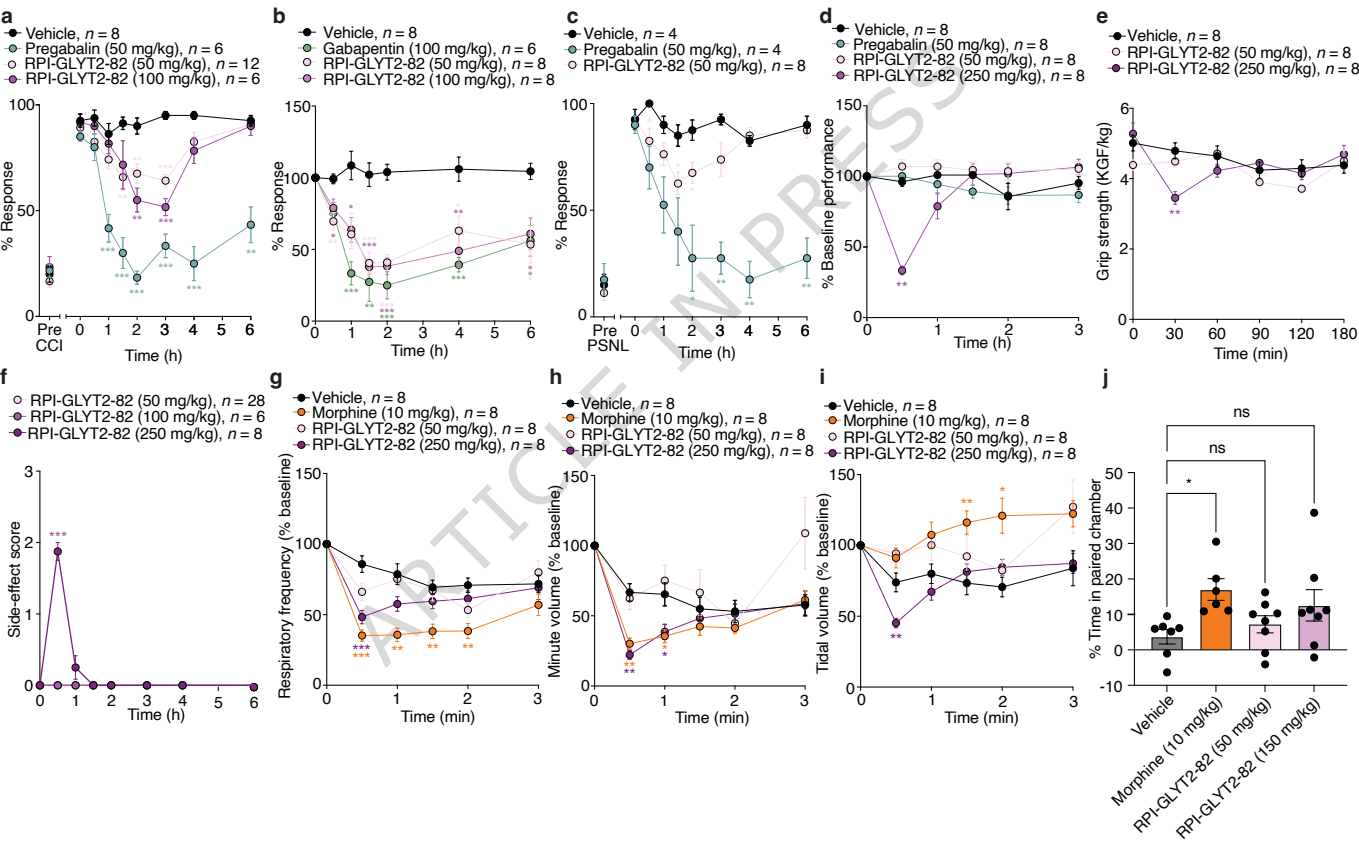 a
Vehicle, n = 8
Pregabalin (50 mg/kg), n = 6
RPI-GLYT2-82 (50 mg/kg), n = 12
RPI-GLYT2-82 (100 mg/kg), n = 6
100
50
0
% Response
***
***
***
***
***
**
**
***
**
***
Pre
CCI
0 1 2 3 4 5 6
Time (h)
b
Vehicle, n = 8
Gabapentin (100 mg/kg), n = 6
RPI-GLYT2-82 (50 mg/kg), n = 8
RPI-GLYT2-82 (100 mg/kg), n = 8
150
100
50
0
% Response
0 1 2 3 4 5 6
Time (h)
c
Vehicle, n = 4
Pregabalin (50 mg/kg), n = 4
RPI-GLYT2-82 (50 mg/kg), n = 8
100
50
0
% Response
*
**
**
**
Pre
PSNL
0 1 2 3 4 5 6
Time (h)
d
Vehicle, n = 8
Pregabalin (50 mg/kg), n = 8
RPI-GLYT2-82 (50 mg/kg), n = 8
RPI-GLYT2-82 (250 mg/kg), n = 8
150
100
50
0
% Baseline performance
**
0 1 2 3
Time (h)
e
Vehicle, n = 8
RPI-GLYT2-82 (50 mg/kg), n = 8
RPI-GLYT2-82 (250 mg/kg), n = 8
6
4
2
0
Grip strength (KGF/kg)
**
0 30 60 90 120 180
Time (min)
f
RPI-GLYT2-82 (50 mg/kg), n = 28
RPI-GLYT2-82 (100 mg/kg), n = 6
RPI-GLYT2-82 (250 mg/kg), n = 8
3
2
1
0
Side-effect score
***
0 1 2 3 4 5 6
Time (h)
g
Vehicle, n = 8
Morphine (10 mg/kg), n = 8
RPI-GLYT2-82 (50 mg/kg), n = 8
RPI-GLYT2-82 (250 mg/kg), n = 8
150
100
50
0
Respiratory frequency (% baseline)
***
***
**
**
**
0 1 2 3
Time (min)
h
Vehicle, n = 8
Morphine (10 mg/kg), n = 8
RPI-GLYT2-82 (50 mg/kg), n = 8
RPI-GLYT2-82 (250 mg/kg), n = 8
150
100
50
0
Minute volume (% baseline)
**
**
*
*
0 1 2 3
Time (min)
i
Vehicle, n = 8
Morphine (10 mg/kg), n = 8
RPI-GLYT2-82 (50 mg/kg), n = 8
RPI-GLYT2-82 (250 mg/kg), n = 8
150
100
50
0
Tidal volume (% baseline)
**
*
**
0 1 2 3
Time (min)
j
ns
ns
*
50
40
30
20
10
0
-10
% Time in paired chamber
Vehicle
Morphine (10 mg/kg)
RPI-GLYT2-82 (50 mg/kg)
RPI-GLYT2-82 (150 mg/kg)
ARTICLE IN PRESS